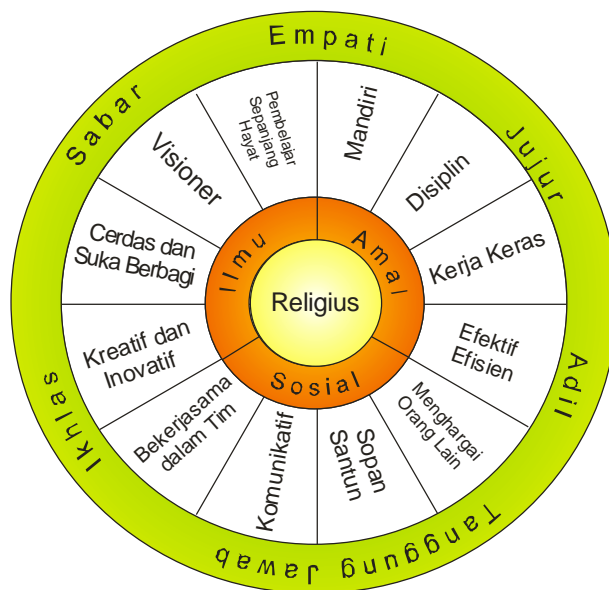 Empati
Jujur
Adil
Tanggung Jawab
Ikhlas
Sabar
Mandiri
Disiplin
Kerja Keras
Efektif
Efisien
Menghargai
Orang Lain
Sopan
Santun
Komunikatif
Bekerjasama
dalam Tim
Kreatif dan
Inovatif
Cerdas dan
Suka Berbagi
Visioner
Pembelajar
Sepanjang
Hayat
Ilmu
Amal
Sosial
Religius